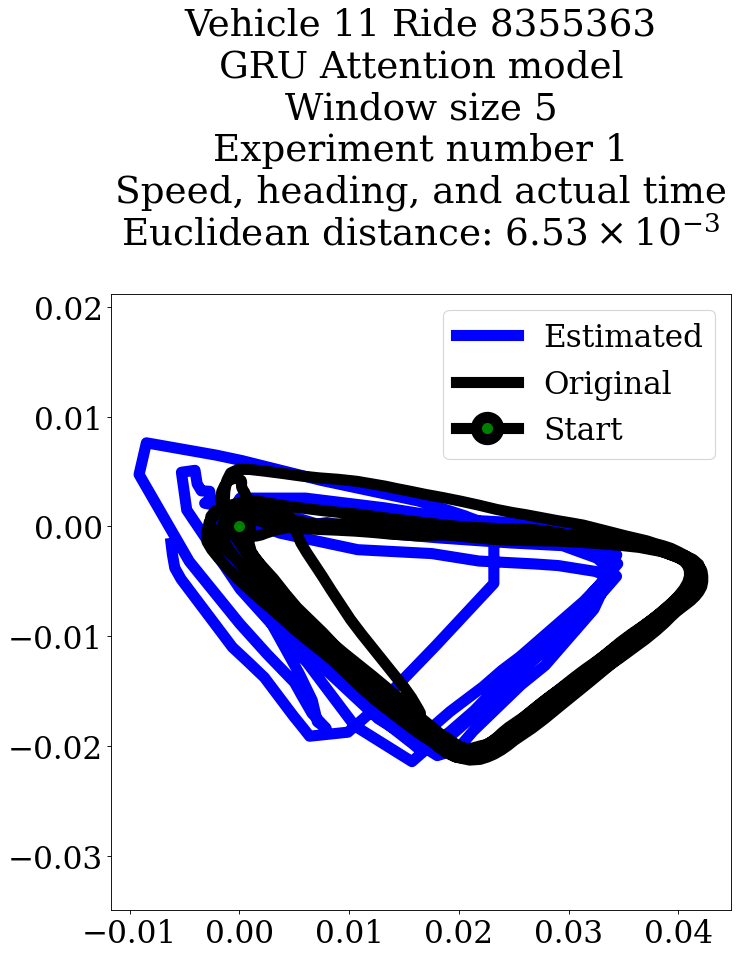 Vehicle 11 Ride 8355363
GRU Attention model
Window size 5
Experiment number 1
Speed, heading, and actual time
Euclidean distance: 6.53 × 10⁻³
Estimated
Original
Start
0.02
0.01
0.00
−0.01
−0.02
−0.03
−0.01 0.00 0.01 0.02 0.03 0.04